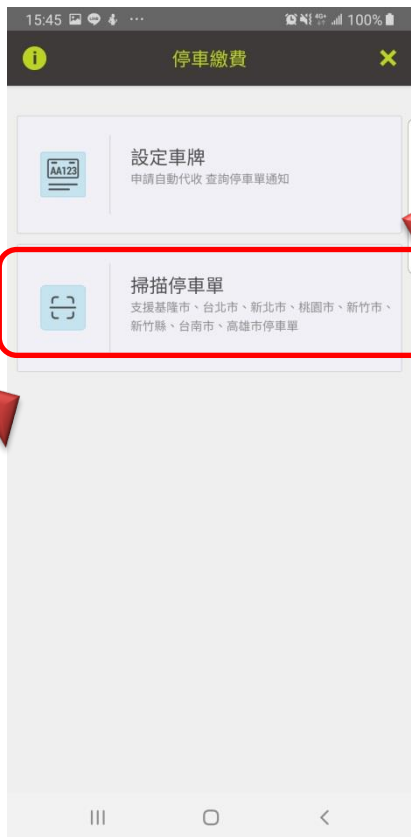 15:45 ... 4G+ 100%
停車繳費
AA123
設定車牌
申請自動代收 查詢停車單通知
掃描停車單
支援基隆市、台北市、新北市、桃園市、新竹市、
新竹縣、台南市、高雄市停車單